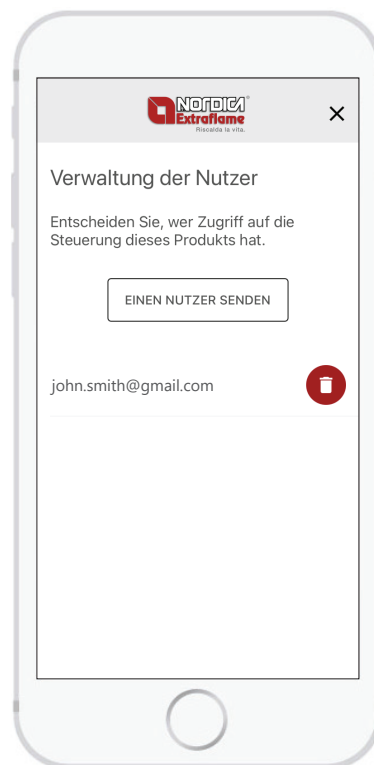 NORDICA®
Extraflame
Riscalda la vita.
Verwaltung der Nutzer
Entscheiden Sie, wer Zugriff auf die
Steuerung dieses Produkts hat.
EINEN NUTZER SENDEN
john.smith@gmail.com